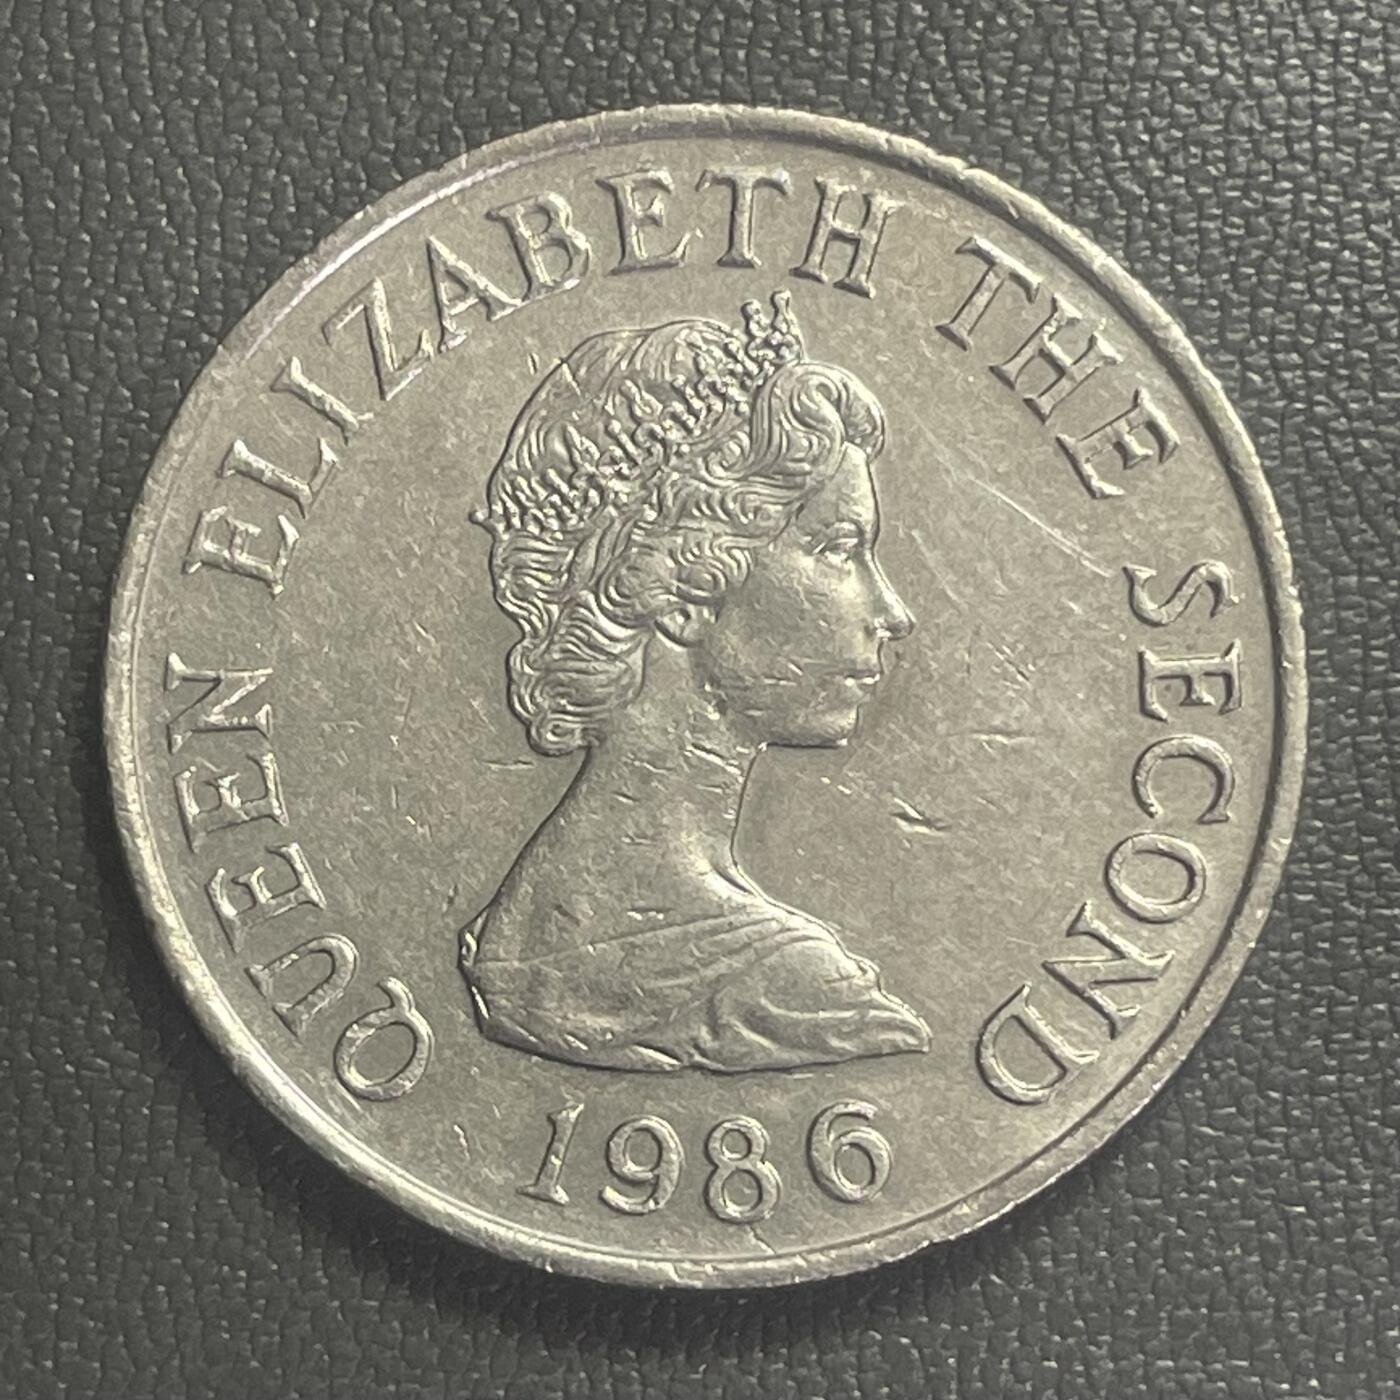 QUEEN ELIZABETH THE SECOND
1986